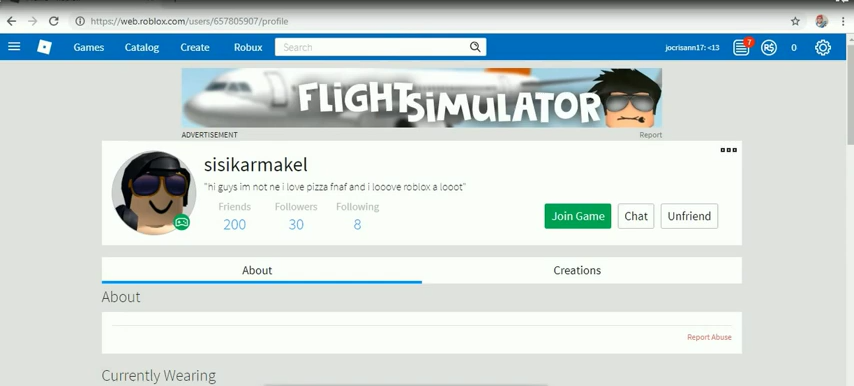 https://web.roblox.com/users/657805907/profile
Games Catalog Create Robux Search jocrisann17: <13 7 R$ 0
FLiGHTSiMULATOR
ADVERTISEMENT Report
sisikarmakel
"hi guys im not ne i love pizza fnaf and i looove roblox a looot"
Friends Followers Following
200 30 8
Join Game Chat Unfriend
About Creations
About
Report Abuse
Currently Wearing